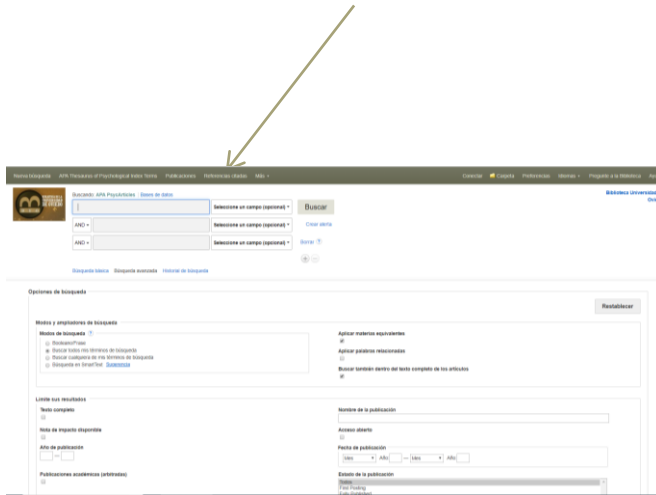 Nueva búsqueda APA Thesaurus of Psychological Index Terms Publicaciones Referencias citadas Más Conectar Carpeta Preferencias Idiomas Pregunte a la Biblioteca
Buscando: APA PsycArticles Bases de datos
Biblioteca
Seleccione un campo (opcional) Buscar
AND Seleccione un campo (opcional) Crear alerta
AND Seleccione un campo (opcional) Borrar ?
Búsqueda básica Búsqueda avanzada Historial de búsqueda
Opciones de búsqueda
Restablecer
Modos y ampliadores de búsqueda
Modos de búsqueda ?
Booleano/Frase
Buscar todos mis términos de búsqueda
Buscar cualquiera de mis términos de búsqueda
Búsqueda en SmartText Sugerencia
Aplicar materias equivalentes
Aplicar palabras relacionadas
Buscar también dentro del texto completo de los artículos
Limite sus resultados
Texto completo
Nota de impacto disponible
Año de publicación
Publicaciones académicas (arbitradas)
Nombre de la publicación
Acceso abierto
Fecha de publicación
Mes Año — Mes Año
Estado de la publicación
Todos
First Posting